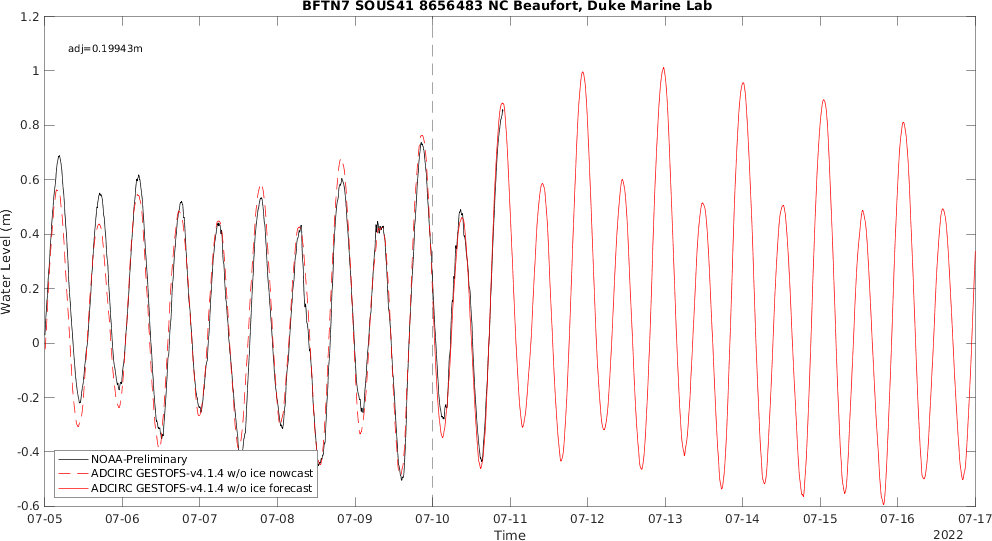 BFTN7 SOUS41 8656483 NC Beaufort, Duke Marine Lab
1.2
adj=0.19943m
1
0.8
0.6
0.4
0.2
0
-0.2
-0.4
-0.6
Water Level (m)
NOAA-Preliminary
ADCIRC GESTOFS-v4.1.4 w/o ice nowcast
ADCIRC GESTOFS-v4.1.4 w/o ice forecast
07-05 07-06 07-07 07-08 07-09 07-10 07-11 07-12 07-13 07-14 07-15 07-16 07-17
Time
2022